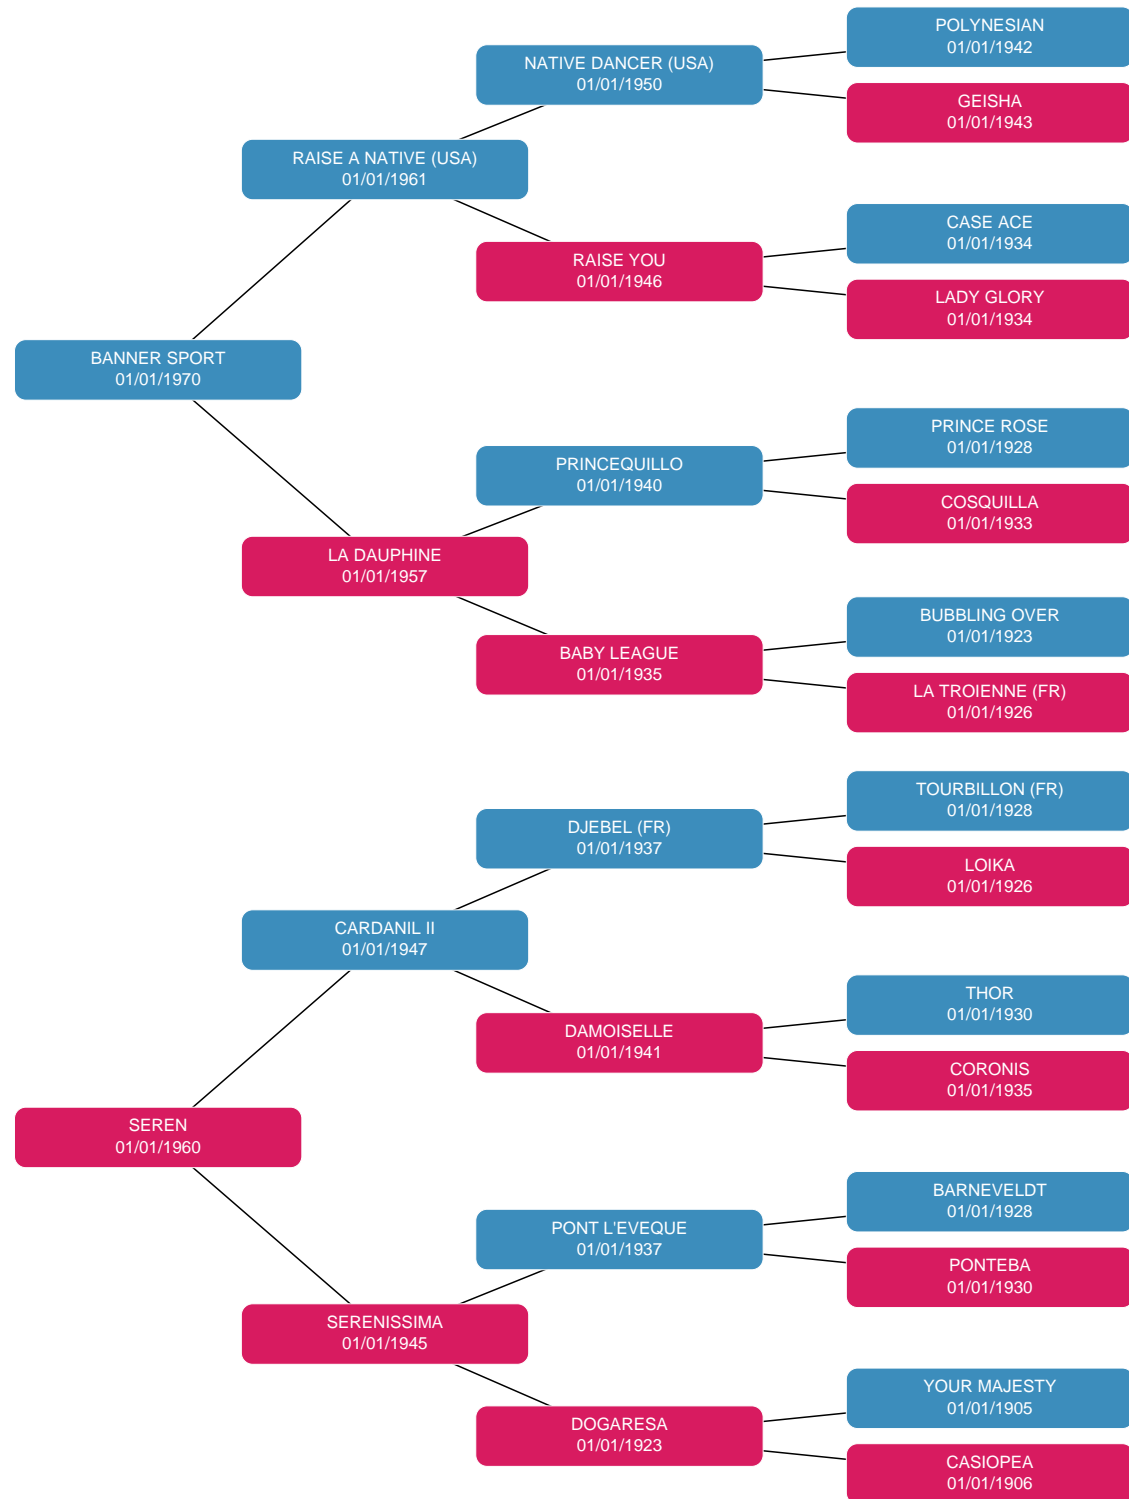 POLYNESIAN
01/01/1942
NATIVE DANCER (USA)
01/01/1950
GEISHA
01/01/1943
RAISE A NATIVE (USA)
01/01/1961
CASE ACE
01/01/1934
RAISE YOU
01/01/1946
LADY GLORY
01/01/1934
BANNER SPORT
01/01/1970
PRINCE ROSE
01/01/1928
PRINCEQUILLO
01/01/1940
COSQUILLA
01/01/1933
LA DAUPHINE
01/01/1957
BUBBLING OVER
01/01/1923
BABY LEAGUE
01/01/1935
LA TROIENNE (FR)
01/01/1926
TOURBILLON (FR)
01/01/1928
DJEBEL (FR)
01/01/1937
LOIKA
01/01/1926
CARDANIL II
01/01/1947
THOR
01/01/1930
DAMOISELLE
01/01/1941
CORONIS
01/01/1935
SEREN
01/01/1960
BARNEVELDT
01/01/1928
PONT L'EVEQUE
01/01/1937
PONTEBA
01/01/1930
SERENISSIMA
01/01/1945
YOUR MAJESTY
01/01/1905
DOGARESA
01/01/1923
CASIOPEA
01/01/1906